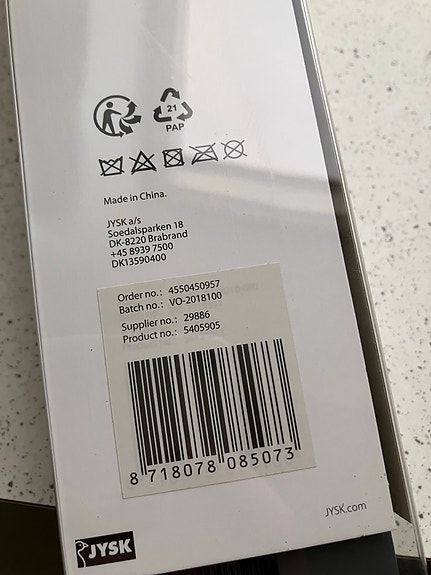 21
PAP
Made in China.
JYSK a/s
Soedalsparken 18
DK-8220 Brabrand
+45 8939 7500
DK13590400
Order no.: 4550450957
Batch no.: VO-2018100
Supplier no.: 29886
Product no.: 5405905
8 718078 085073
JYSK.com
JYSK